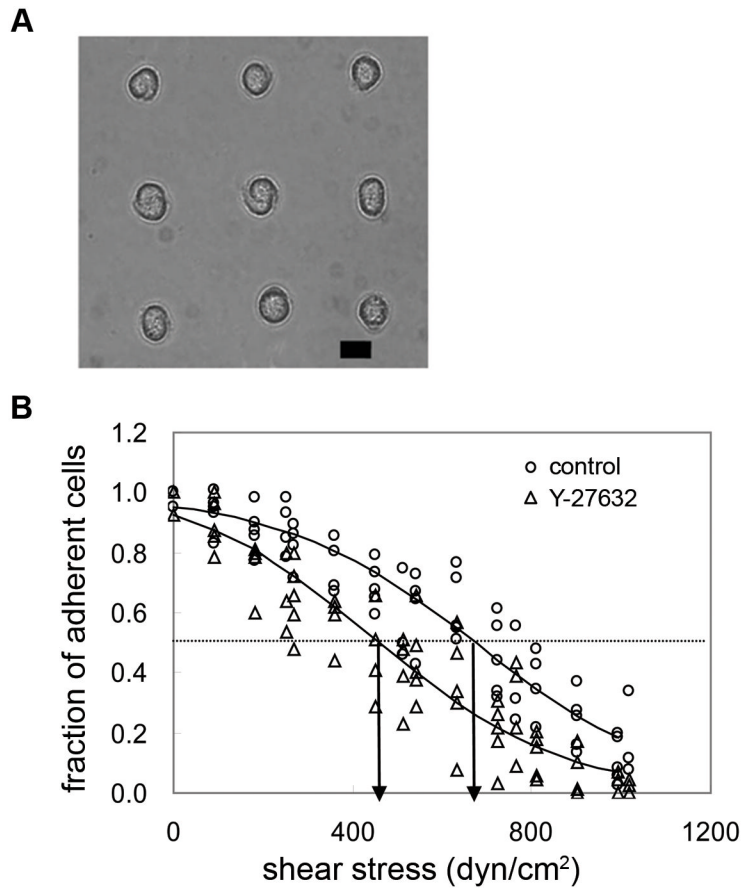 A
B
fraction of adherent cells
1.2
1.0
0.8
0.6
0.4
0.2
0.0
control
Y-27632
0 400 800 1200
shear stress (dyn/cm²)